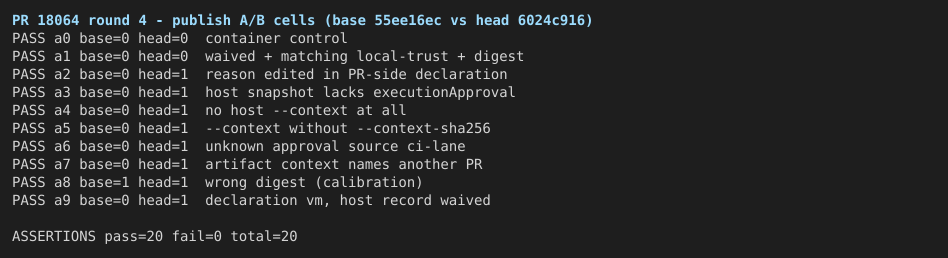 PR 18064 round 4 - publish A/B cells (base 55ee16ec vs head 6024c916)
PASS a0 base=0 head=0  container control
PASS a1 base=0 head=0  waived + matching local-trust + digest
PASS a2 base=0 head=1  reason edited in PR-side declaration
PASS a3 base=0 head=1  host snapshot lacks executionApproval
PASS a4 base=0 head=1  no host --context at all
PASS a5 base=0 head=1  --context without --context-sha256
PASS a6 base=0 head=1  unknown approval source ci-lane
PASS a7 base=0 head=1  artifact context names another PR
PASS a8 base=1 head=1  wrong digest (calibration)
PASS a9 base=0 head=1  declaration vm, host record waived
ASSERTIONS pass=20 fail=0 total=20